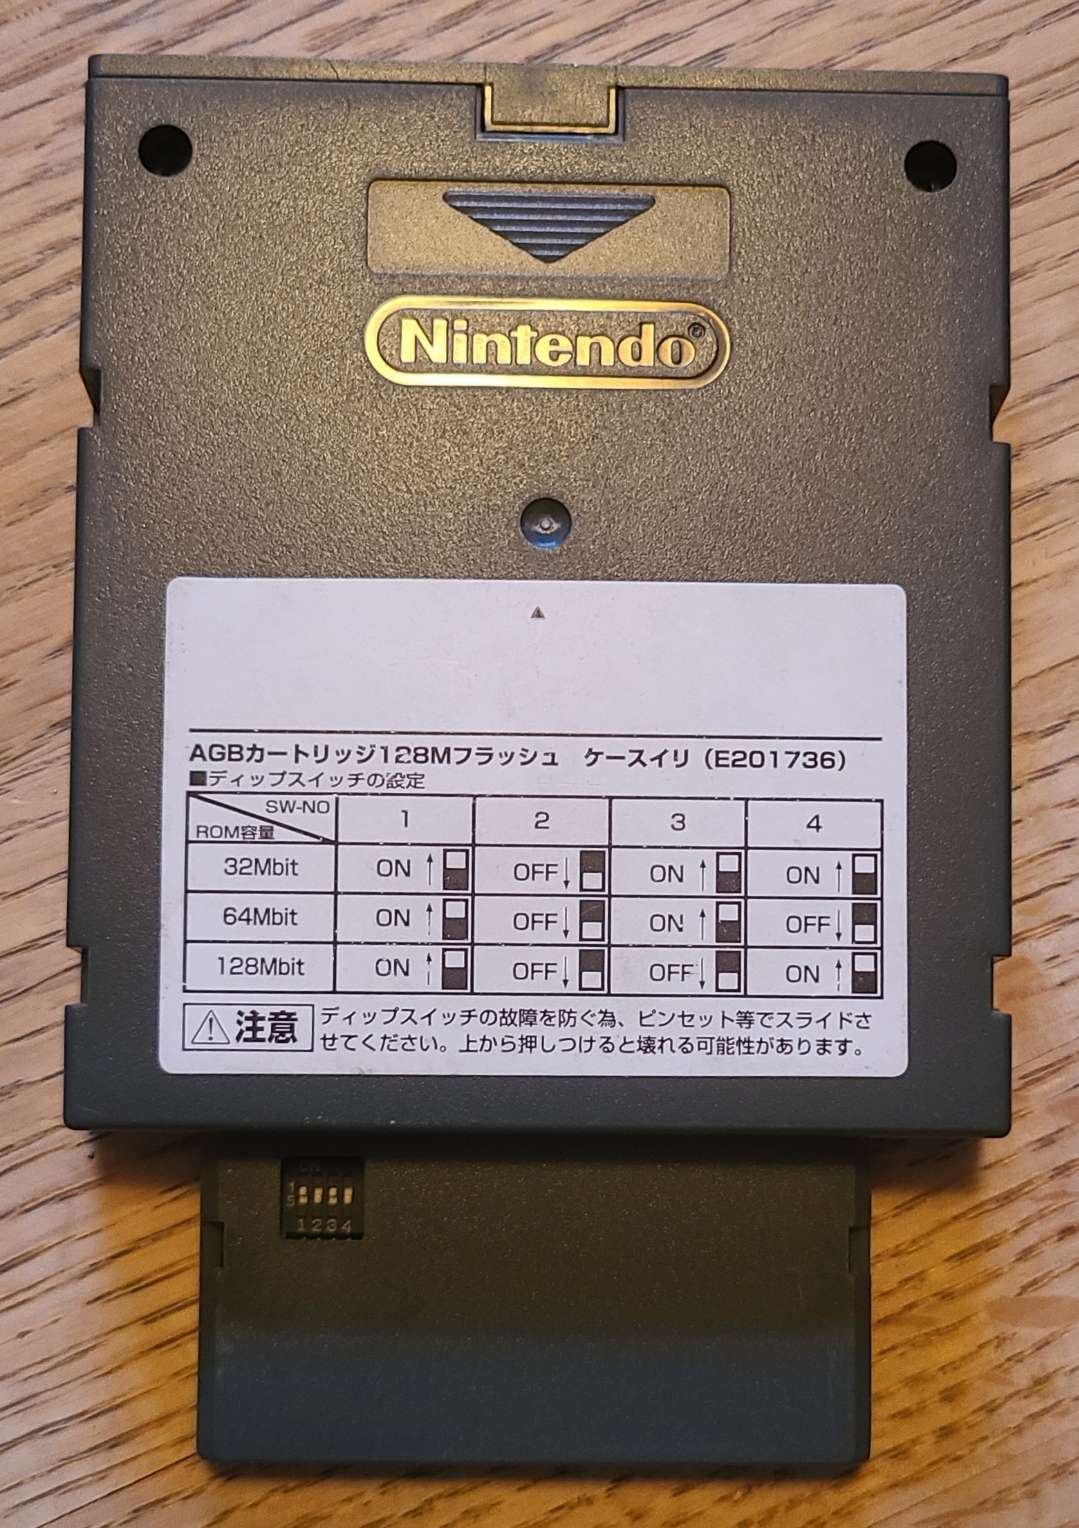 Nintendo®
AGBカートリッジ128Mフラッシュ ケースイリ（E201736）
■ディップスイッチの設定
SW-NO 1 2 3 4
ROM容量
32Mbit ON↑ OFF↓ ON↑ ON↑
64Mbit ON↑ OFF↓ ON↑ OFF↓
128Mbit ON↑ OFF↓ OFF↓ ON↑
⚠注意 ディップスイッチの故障を防ぐ為、ピンセット等でスライドさ
せてください。上から押しつけると壊れる可能性があります。
1234